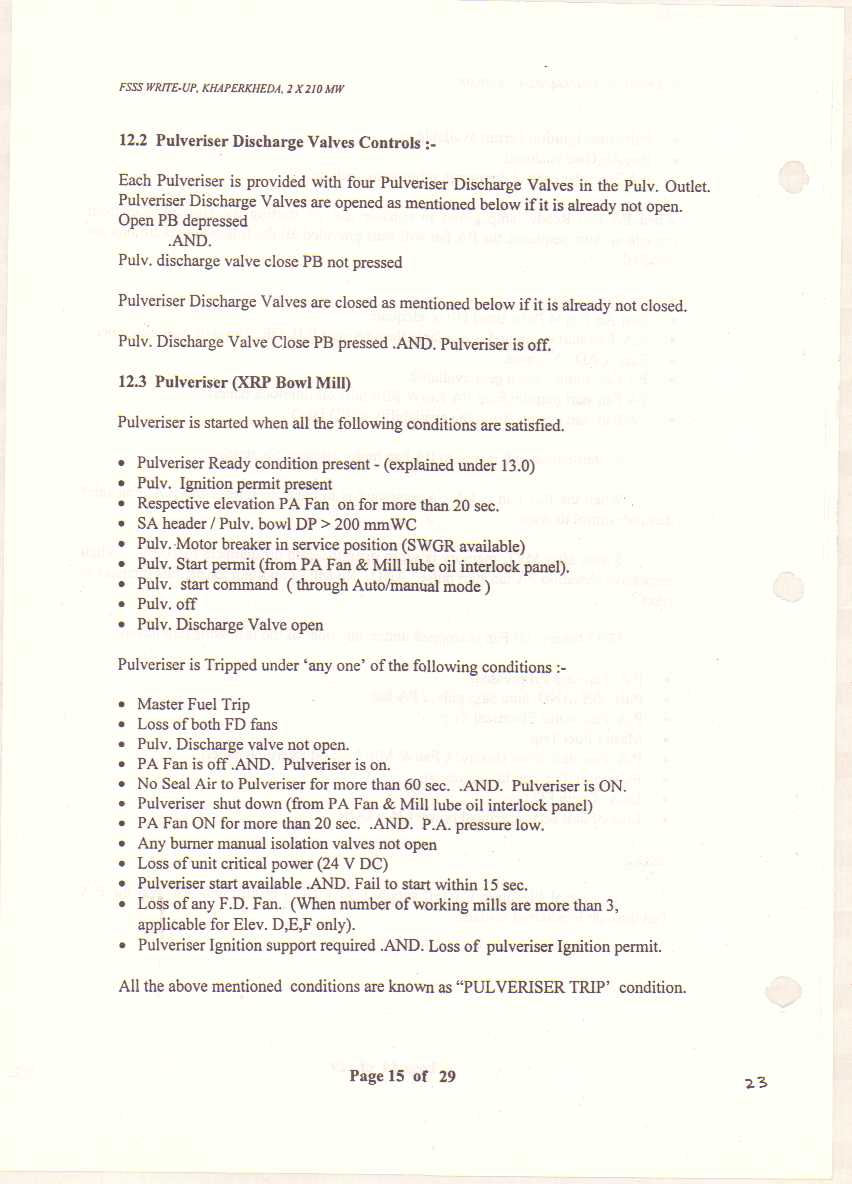 FSSS WRITE-UP, KHAPERKHEDA, 2 X 210 MW
12.2 Pulveriser Discharge Valves Controls :-
Each Pulveriser is provided with four Pulveriser Discharge Valves in the Pulv. Outlet.
Pulveriser Discharge Valves are opened as mentioned below if it is already not open.
Open PB depressed
.AND.
Pulv. discharge valve close PB not pressed
Pulveriser Discharge Valves are closed as mentioned below if it is already not closed.
Pulv. Discharge Valve Close PB pressed .AND. Pulveriser is off.
12.3 Pulveriser (XRP Bowl Mill)
Pulveriser is started when all the following conditions are satisfied.
• Pulveriser Ready condition present - (explained under 13.0)
• Pulv. Ignition permit present
• Respective elevation PA Fan on for more than 20 sec.
• SA header / Pulv. bowl DP > 200 mmWC
• Pulv. Motor breaker in service position (SWGR available)
• Pulv. Start permit (from PA Fan & Mill lube oil interlock panel).
• Pulv. start command ( through Auto/manual mode )
• Pulv. off
• Pulv. Discharge Valve open
Pulveriser is Tripped under ‘any one’ of the following conditions :-
• Master Fuel Trip
• Loss of both FD fans
• Pulv. Discharge valve not open.
• PA Fan is off .AND. Pulveriser is on.
• No Seal Air to Pulveriser for more than 60 sec. .AND. Pulveriser is ON.
• Pulveriser shut down (from PA Fan & Mill lube oil interlock panel)
• PA Fan ON for more than 20 sec. .AND. P.A. pressure low.
• Any burner manual isolation valves not open
• Loss of unit critical power (24 V DC)
• Pulveriser start available .AND. Fail to start within 15 sec.
• Loss of any F.D. Fan. (When number of working mills are more than 3,
applicable for Elev. D,E,F only).
• Pulveriser Ignition support required .AND. Loss of pulveriser Ignition permit.
All the above mentioned conditions are known as “PULVERISER TRIP’ condition.
Page 15 of 29
23